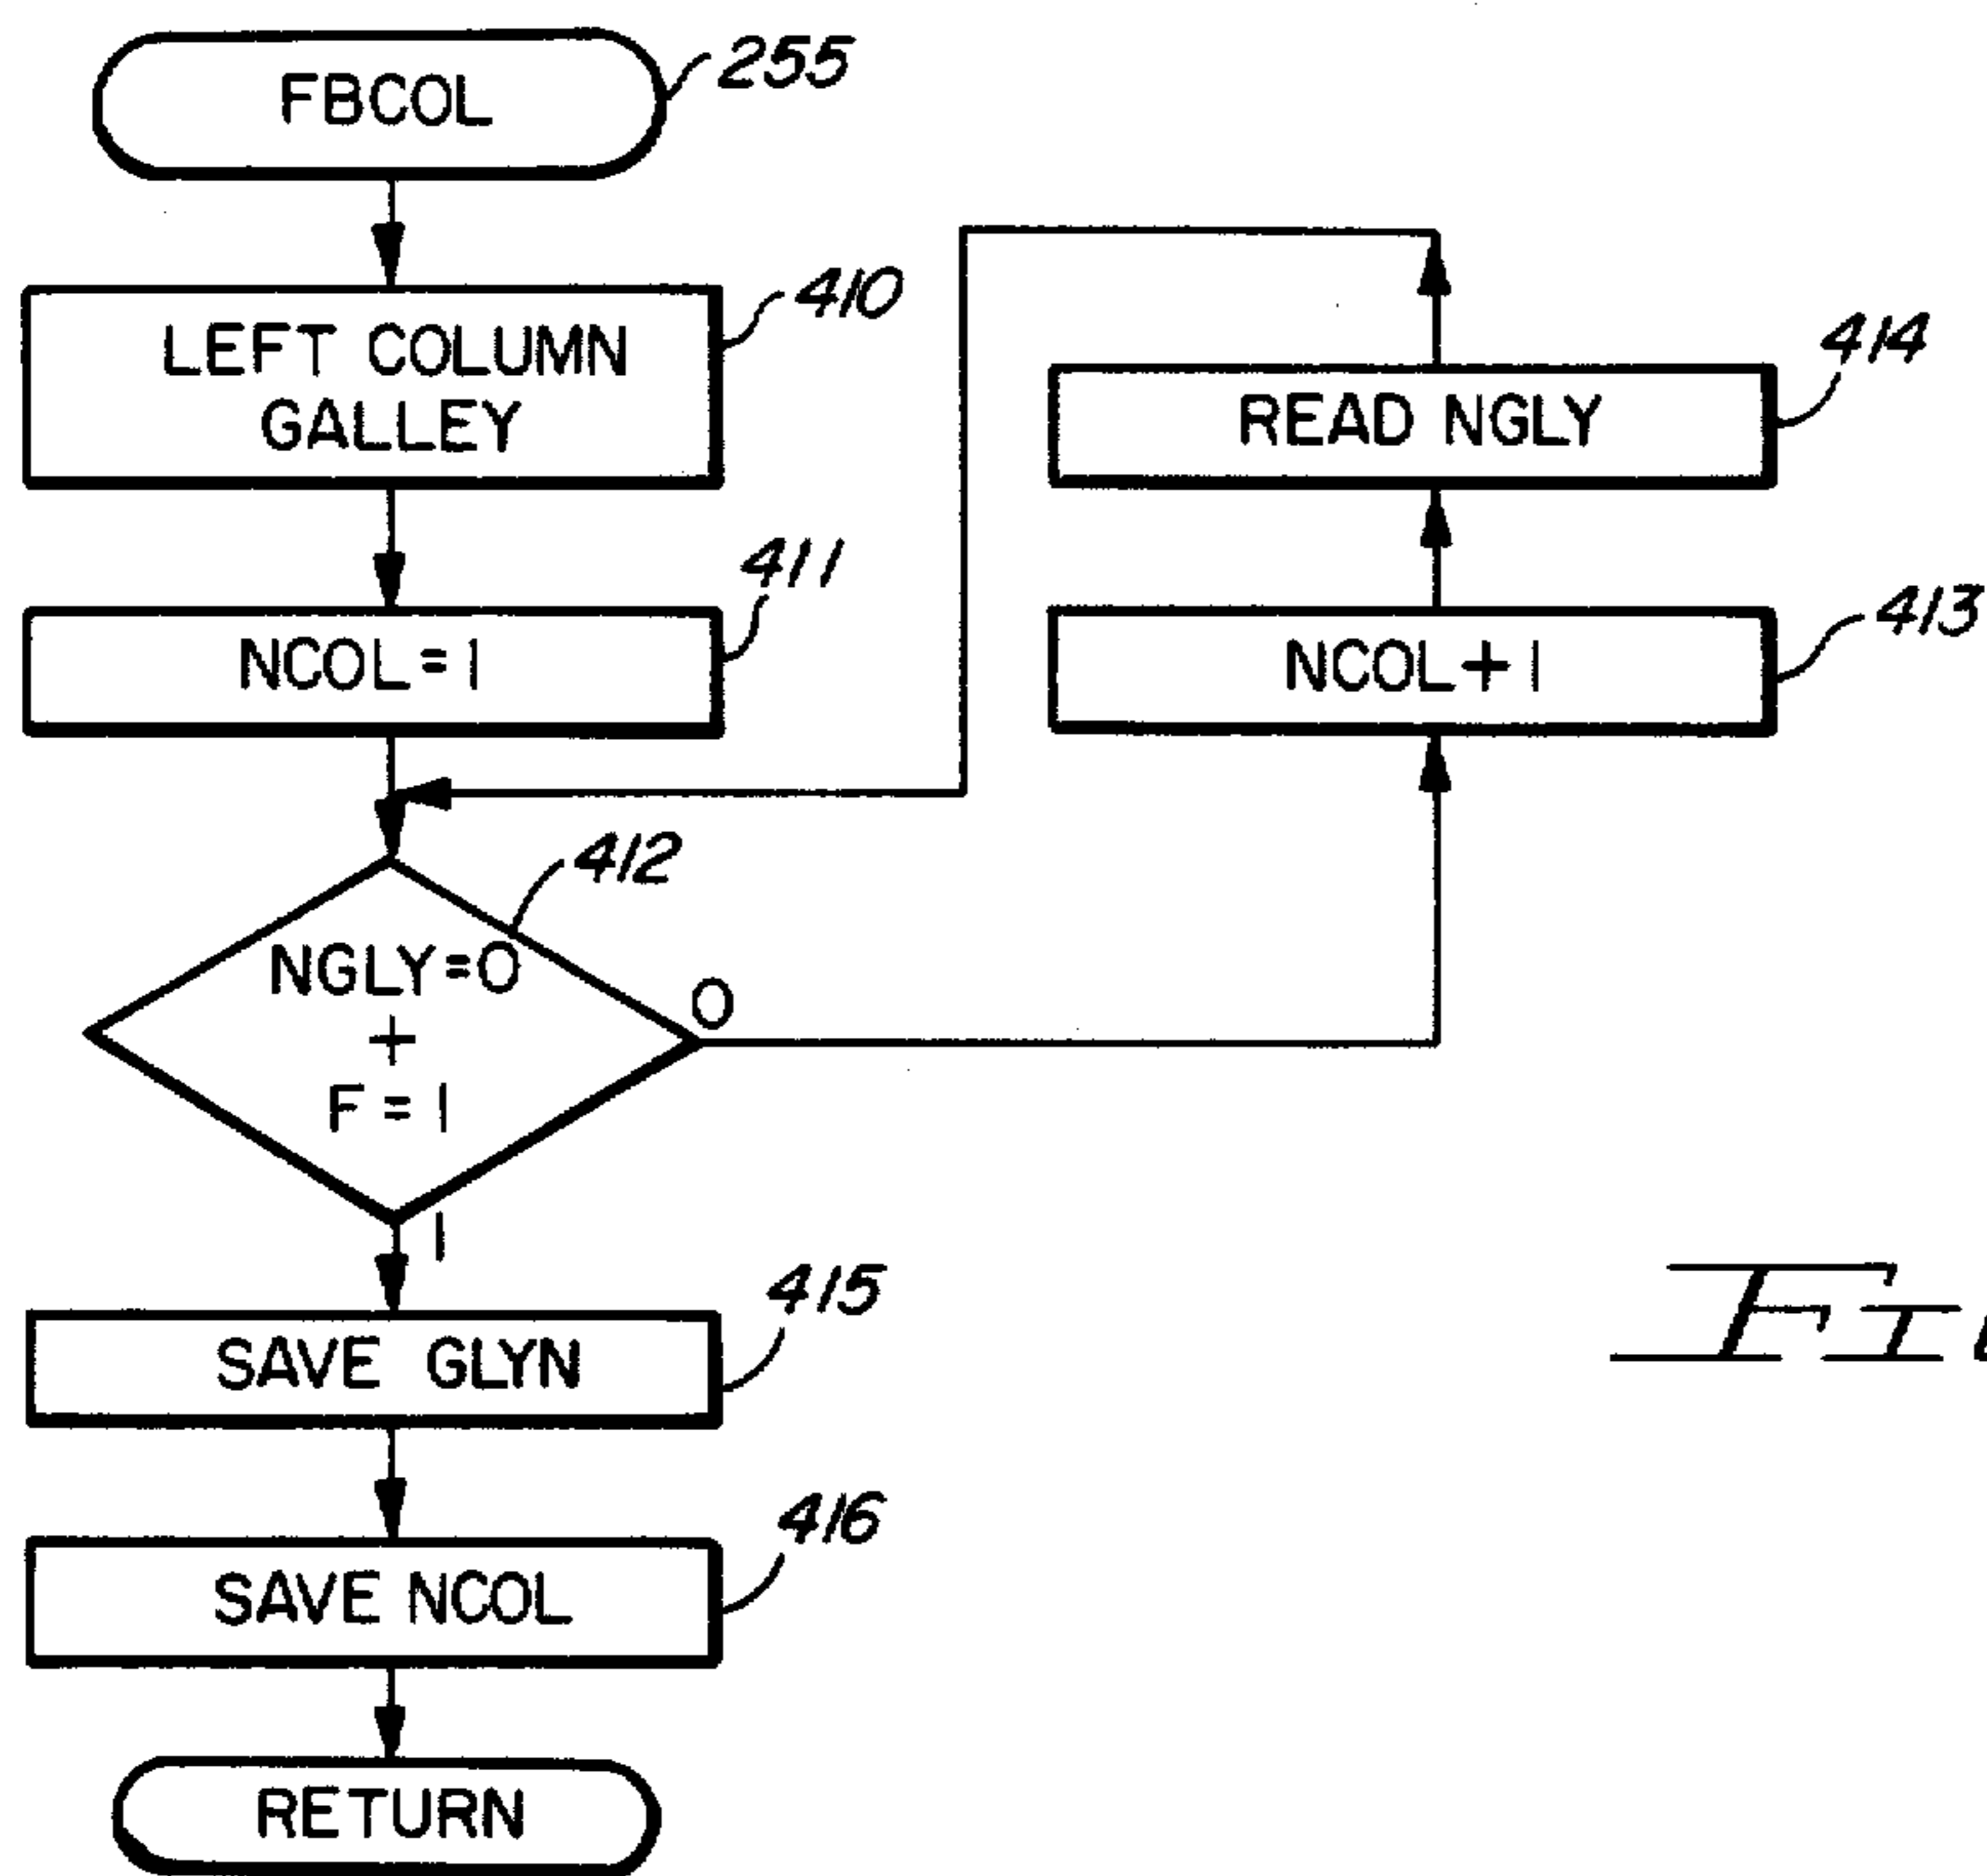 FBCOL
255
LEFT COLUMN
GALLEY
410
NCOL=1
411
NGLY=0
+
F=1
412
0
1
NCOL+1
413
READ NGLY
414
SAVE GLYN
415
SAVE NCOL
416
RETURN